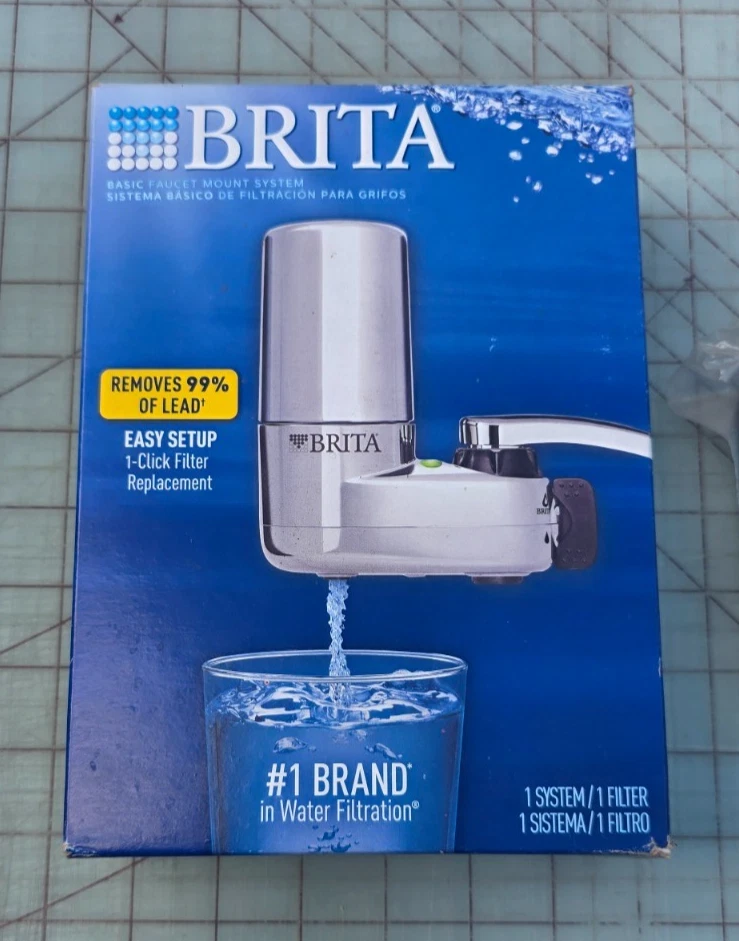 BRITA®
BASIC FAUCET MOUNT SYSTEM
SISTEMA BÁSICO DE FILTRACIÓN PARA GRIFOS
REMOVES 99%
OF LEAD†
EASY SETUP
1-Click Filter
Replacement
BRITA
#1 BRAND*
in Water Filtration®
1 SYSTEM / 1 FILTER
1 SISTEMA / 1 FILTRO